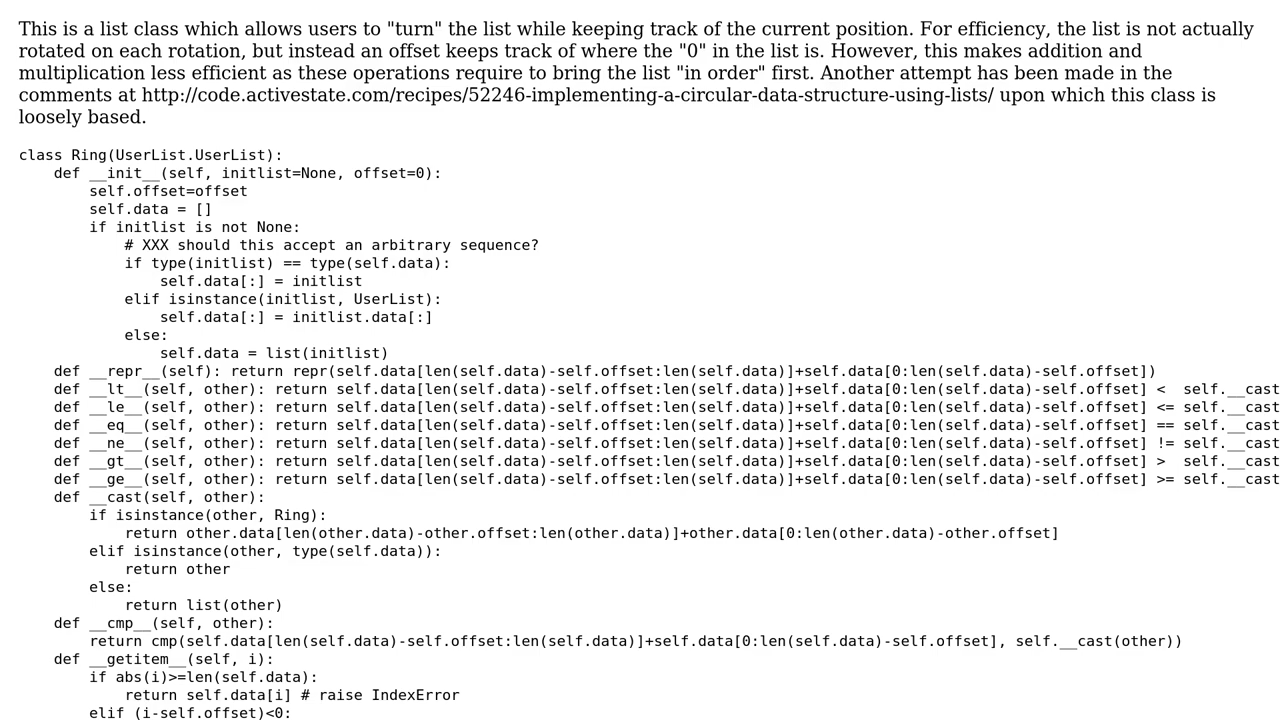 This is a list class which allows users to "turn" the list while keeping track of the current position. For efficiency, the list is not actually
rotated on each rotation, but instead an offset keeps track of where the "0" in the list is. However, this makes addition and
multiplication less efficient as these operations require to bring the list "in order" first. Another attempt has been made in the
comments at http://code.activestate.com/recipes/52246-implementing-a-circular-data-structure-using-lists/ upon which this class is
loosely based.
class Ring(UserList.UserList):
    def __init__(self, initlist=None, offset=0):
        self.offset=offset
        self.data = []
        if initlist is not None:
            # XXX should this accept an arbitrary sequence?
            if type(initlist) == type(self.data):
                self.data[:] = initlist
            elif isinstance(initlist, UserList):
                self.data[:] = initlist.data[:]
            else:
                self.data = list(initlist)
    def __repr__(self): return repr(self.data[len(self.data)-self.offset:len(self.data)]+self.data[0:len(self.data)-self.offset])
    def __lt__(self, other): return self.data[len(self.data)-self.offset:len(self.data)]+self.data[0:len(self.data)-self.offset] <  self.__cast
    def __le__(self, other): return self.data[len(self.data)-self.offset:len(self.data)]+self.data[0:len(self.data)-self.offset] <= self.__cast
    def __eq__(self, other): return self.data[len(self.data)-self.offset:len(self.data)]+self.data[0:len(self.data)-self.offset] == self.__cast
    def __ne__(self, other): return self.data[len(self.data)-self.offset:len(self.data)]+self.data[0:len(self.data)-self.offset] != self.__cast
    def __gt__(self, other): return self.data[len(self.data)-self.offset:len(self.data)]+self.data[0:len(self.data)-self.offset] >  self.__cast
    def __ge__(self, other): return self.data[len(self.data)-self.offset:len(self.data)]+self.data[0:len(self.data)-self.offset] >= self.__cast
    def __cast(self, other):
        if isinstance(other, Ring):
            return other.data[len(other.data)-other.offset:len(other.data)]+other.data[0:len(other.data)-other.offset]
        elif isinstance(other, type(self.data)):
            return other
        else:
            return list(other)
    def __cmp__(self, other):
        return cmp(self.data[len(self.data)-self.offset:len(self.data)]+self.data[0:len(self.data)-self.offset], self.__cast(other))
    def __getitem__(self, i):
        if abs(i)>=len(self.data):
            return self.data[i] # raise IndexError
        elif (i-self.offset)<0: